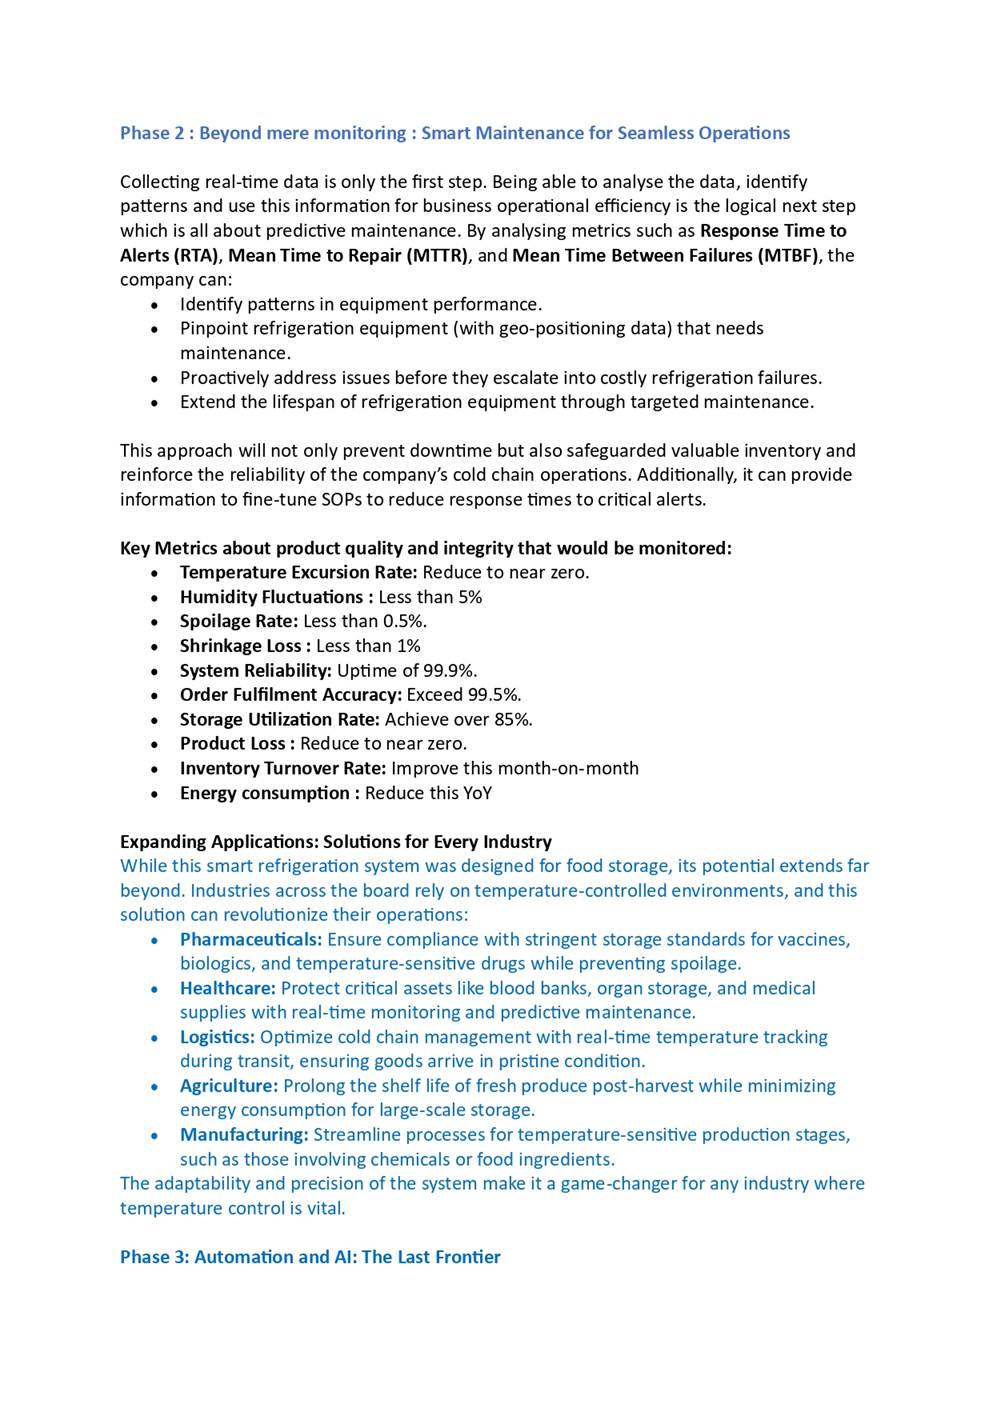 Phase 2 : Beyond mere monitoring : Smart Maintenance for Seamless Operations
Collecting real-time data is only the first step. Being able to analyse the data, identify
patterns and use this information for business operational efficiency is the logical next step
which is all about predictive maintenance. By analysing metrics such as Response Time to
Alerts (RTA), Mean Time to Repair (MTTR), and Mean Time Between Failures (MTBF), the
company can:
• Identify patterns in equipment performance.
• Pinpoint refrigeration equipment (with geo-positioning data) that needs
maintenance.
• Proactively address issues before they escalate into costly refrigeration failures.
• Extend the lifespan of refrigeration equipment through targeted maintenance.
This approach will not only prevent downtime but also safeguarded valuable inventory and
reinforce the reliability of the company’s cold chain operations. Additionally, it can provide
information to fine-tune SOPs to reduce response times to critical alerts.
Key Metrics about product quality and integrity that would be monitored:
• Temperature Excursion Rate: Reduce to near zero.
• Humidity Fluctuations : Less than 5%
• Spoilage Rate: Less than 0.5%.
• Shrinkage Loss : Less than 1%
• System Reliability: Uptime of 99.9%.
• Order Fulfilment Accuracy: Exceed 99.5%.
• Storage Utilization Rate: Achieve over 85%.
• Product Loss : Reduce to near zero.
• Inventory Turnover Rate: Improve this month-on-month
• Energy consumption : Reduce this YoY
Expanding Applications: Solutions for Every Industry
While this smart refrigeration system was designed for food storage, its potential extends far
beyond. Industries across the board rely on temperature-controlled environments, and this
solution can revolutionize their operations:
• Pharmaceuticals: Ensure compliance with stringent storage standards for vaccines,
biologics, and temperature-sensitive drugs while preventing spoilage.
• Healthcare: Protect critical assets like blood banks, organ storage, and medical
supplies with real-time monitoring and predictive maintenance.
• Logistics: Optimize cold chain management with real-time temperature tracking
during transit, ensuring goods arrive in pristine condition.
• Agriculture: Prolong the shelf life of fresh produce post-harvest while minimizing
energy consumption for large-scale storage.
• Manufacturing: Streamline processes for temperature-sensitive production stages,
such as those involving chemicals or food ingredients.
The adaptability and precision of the system make it a game-changer for any industry where
temperature control is vital.
Phase 3: Automation and AI: The Last Frontier